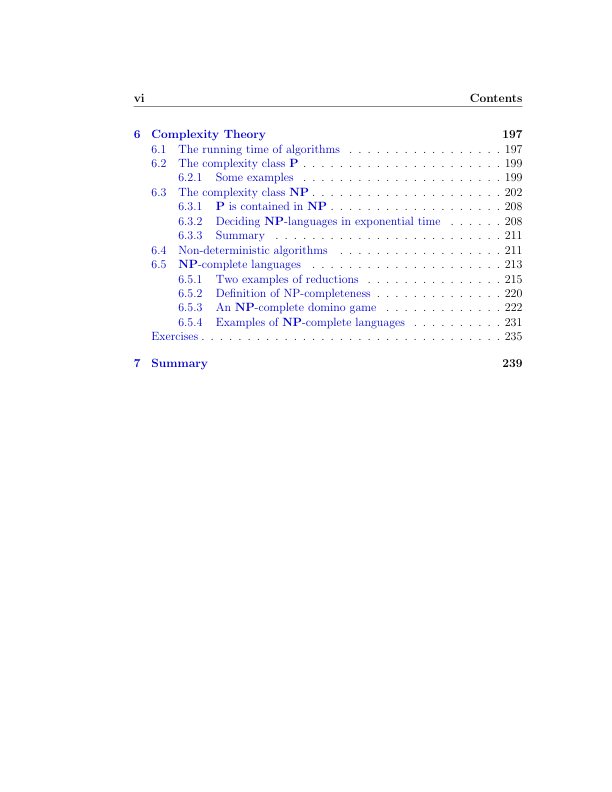 vi Contents
6 Complexity Theory 197
6.1 The running time of algorithms . . . . . . . . . . . . . . . . . 197
6.2 The complexity class P . . . . . . . . . . . . . . . . . . . . . . 199
6.2.1 Some examples . . . . . . . . . . . . . . . . . . . . . . 199
6.3 The complexity class NP . . . . . . . . . . . . . . . . . . . . . 202
6.3.1 P is contained in NP . . . . . . . . . . . . . . . . . . . 208
6.3.2 Deciding NP-languages in exponential time . . . . . . 208
6.3.3 Summary . . . . . . . . . . . . . . . . . . . . . . . . . 211
6.4 Non-deterministic algorithms . . . . . . . . . . . . . . . . . . 211
6.5 NP-complete languages . . . . . . . . . . . . . . . . . . . . . 213
6.5.1 Two examples of reductions . . . . . . . . . . . . . . . 215
6.5.2 Definition of NP-completeness . . . . . . . . . . . . . . 220
6.5.3 An NP-complete domino game . . . . . . . . . . . . . 222
6.5.4 Examples of NP-complete languages . . . . . . . . . . 231
Exercises . . . . . . . . . . . . . . . . . . . . . . . . . . . . . . . . . 235
7 Summary 239